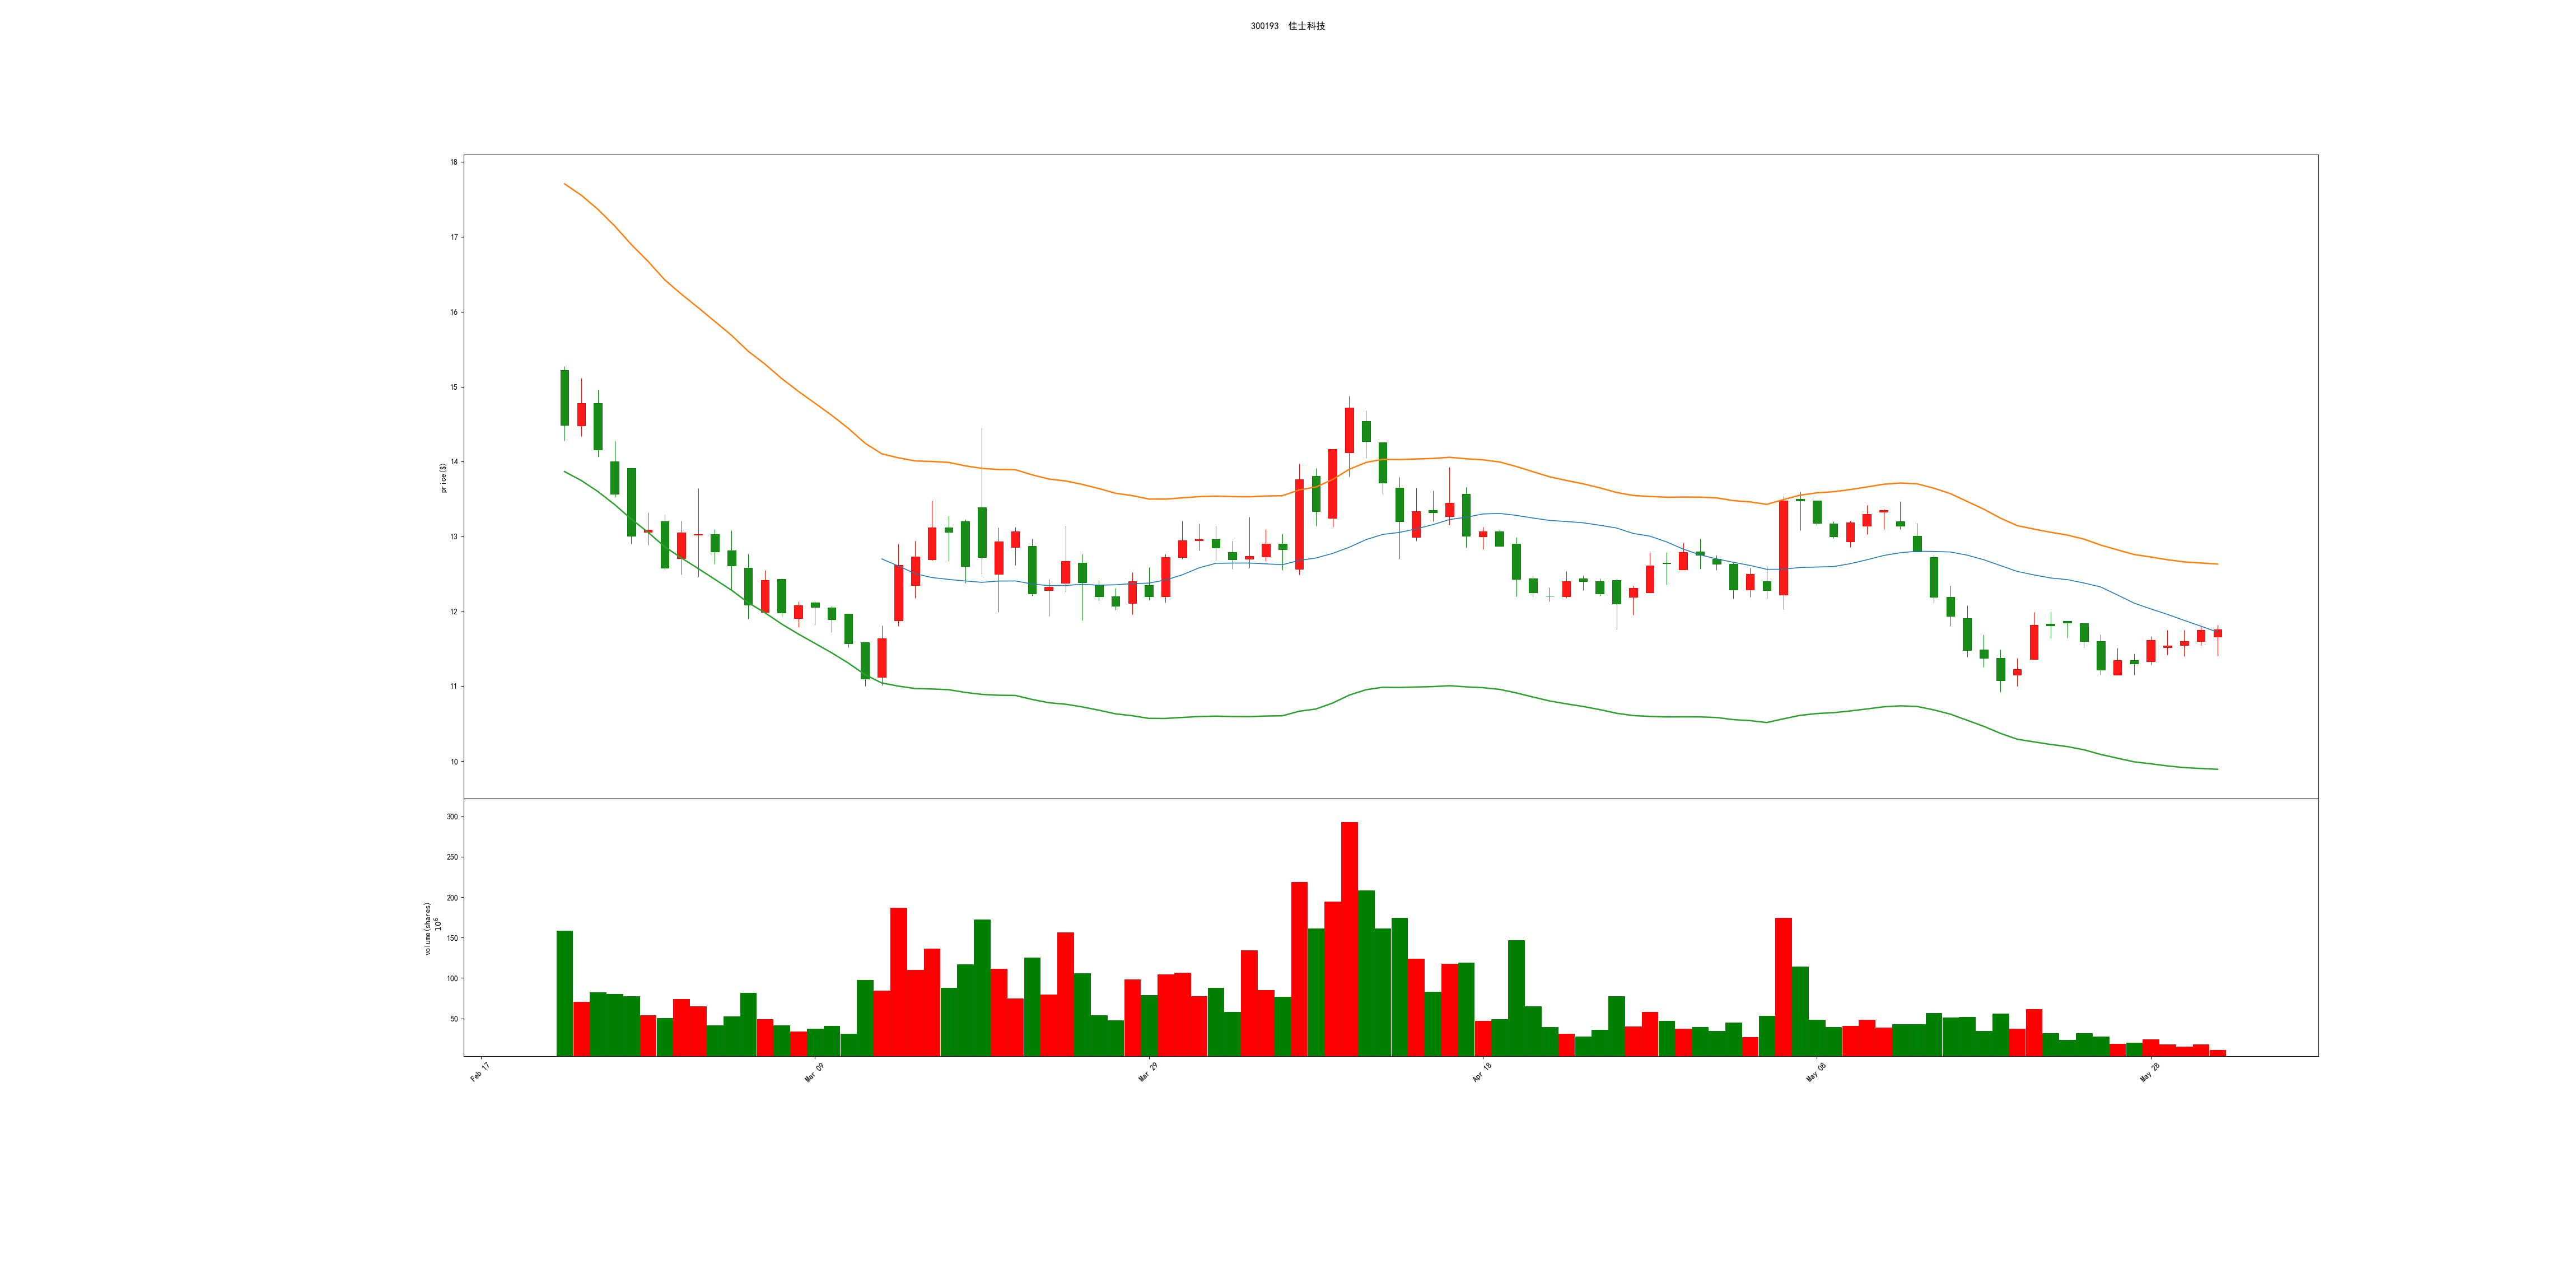 300193 佳士科技
18
17
16
15
14
13
12
11
10
price($)
300
250
200
150
100
50
volume(shares)
10^6
Feb 17
Mar 09
Mar 29
Apr 18
May 08
May 28